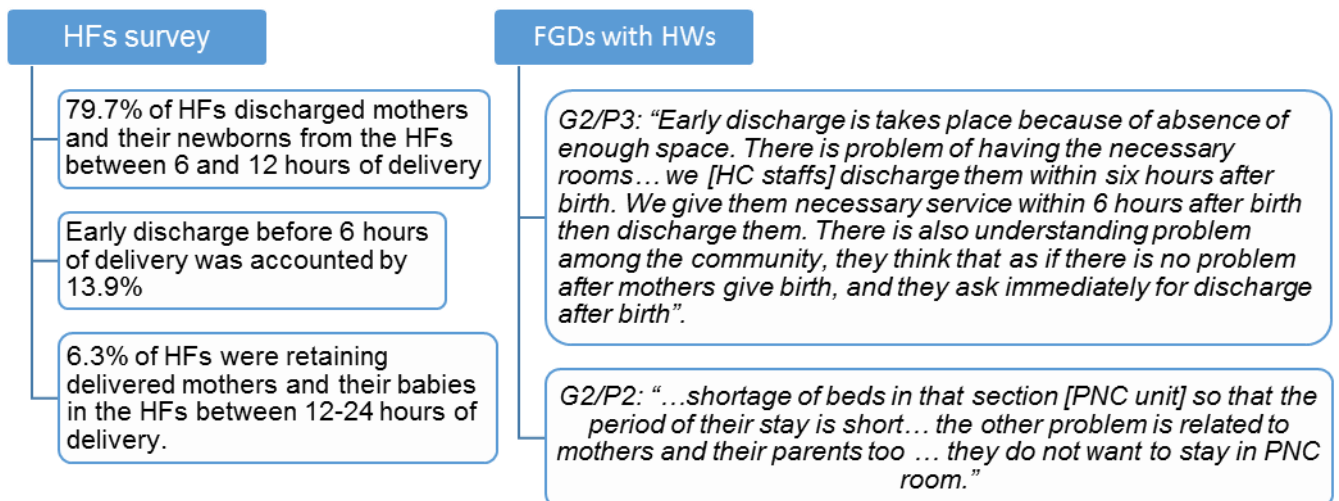 HFs survey
79.7% of HFs discharged mothers
and their newborns from the HFs
between 6 and 12 hours of delivery
Early discharge before 6 hours
of delivery was accounted by
13.9%
6.3% of HFs were retaining
delivered mothers and their babies
in the HFs between 12-24 hours of
delivery.
FGDs with HWs
G2/P3: “Early discharge is takes place because of absence of
enough space. There is problem of having the necessary
rooms… we [HC staffs] discharge them within six hours after
birth. We give them necessary service within 6 hours after birth
then discharge them. There is also understanding problem
among the community, they think that as if there is no problem
after mothers give birth, and they ask immediately for discharge
after birth”.
G2/P2: “…shortage of beds in that section [PNC unit] so that the
period of their stay is short… the other problem is related to
mothers and their parents too … they do not want to stay in PNC
room.”